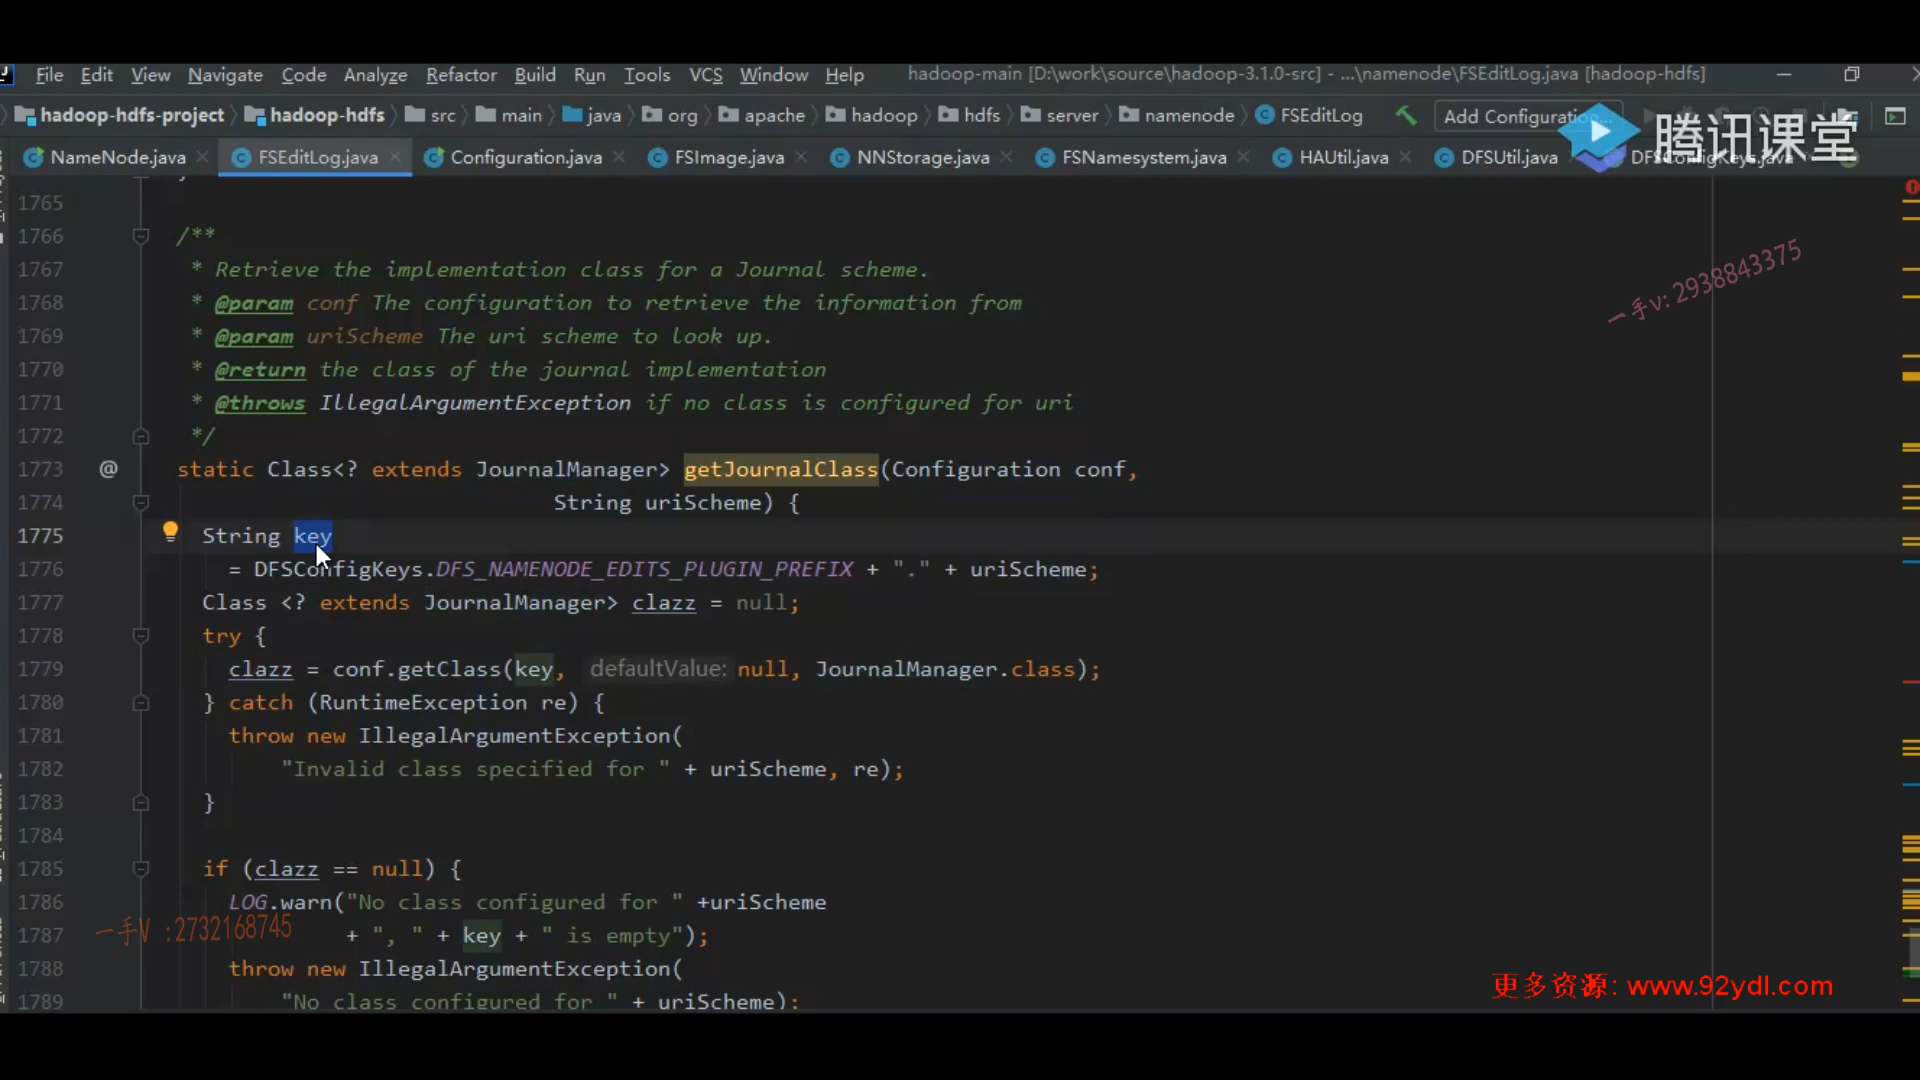 File Edit View Navigate Code Analyze Refactor Build Run Tools VCS Window Help hadoop-main [D:\work\source\hadoop-3.1.0-src] - ...\namenode\FSEditLog.java [hadoop-hdfs]
hadoop-hdfs-project hadoop-hdfs src main java org apache hadoop hdfs server namenode FSEditLog Add Configuration...
腾讯课堂
NameNode.java FSEditLog.java Configuration.java FSImage.java NNStorage.java FSNamesystem.java HAUtil.java DFSUtil.java DFSConfigKeys.java
1765
1766 /**
1767 * Retrieve the implementation class for a Journal scheme.
1768 * @param conf The configuration to retrieve the information from
1769 * @param uriScheme The uri scheme to look up.
1770 * @return the class of the journal implementation
1771 * @throws IllegalArgumentException if no class is configured for uri
1772 */
1773 @ static Class<? extends JournalManager> getJournalClass(Configuration conf,
1774 String uriScheme) {
1775 String key
1776 = DFSConfigKeys.DFS_NAMENODE_EDITS_PLUGIN_PREFIX + "." + uriScheme;
1777 Class <? extends JournalManager> clazz = null;
1778 try {
1779 clazz = conf.getClass(key, defaultValue: null, JournalManager.class);
1780 } catch (RuntimeException re) {
1781 throw new IllegalArgumentException(
1782 "Invalid class specified for " + uriScheme, re);
1783 }
1784
1785 if (clazz == null) {
1786 LOG.warn("No class configured for " +uriScheme
1787 + ", " + key + " is empty");
1788 throw new IllegalArgumentException(
1789 "No class configured for " + uriScheme);
一手v:2938843375
一手V :2732168745
更多资源: www.92ydl.com